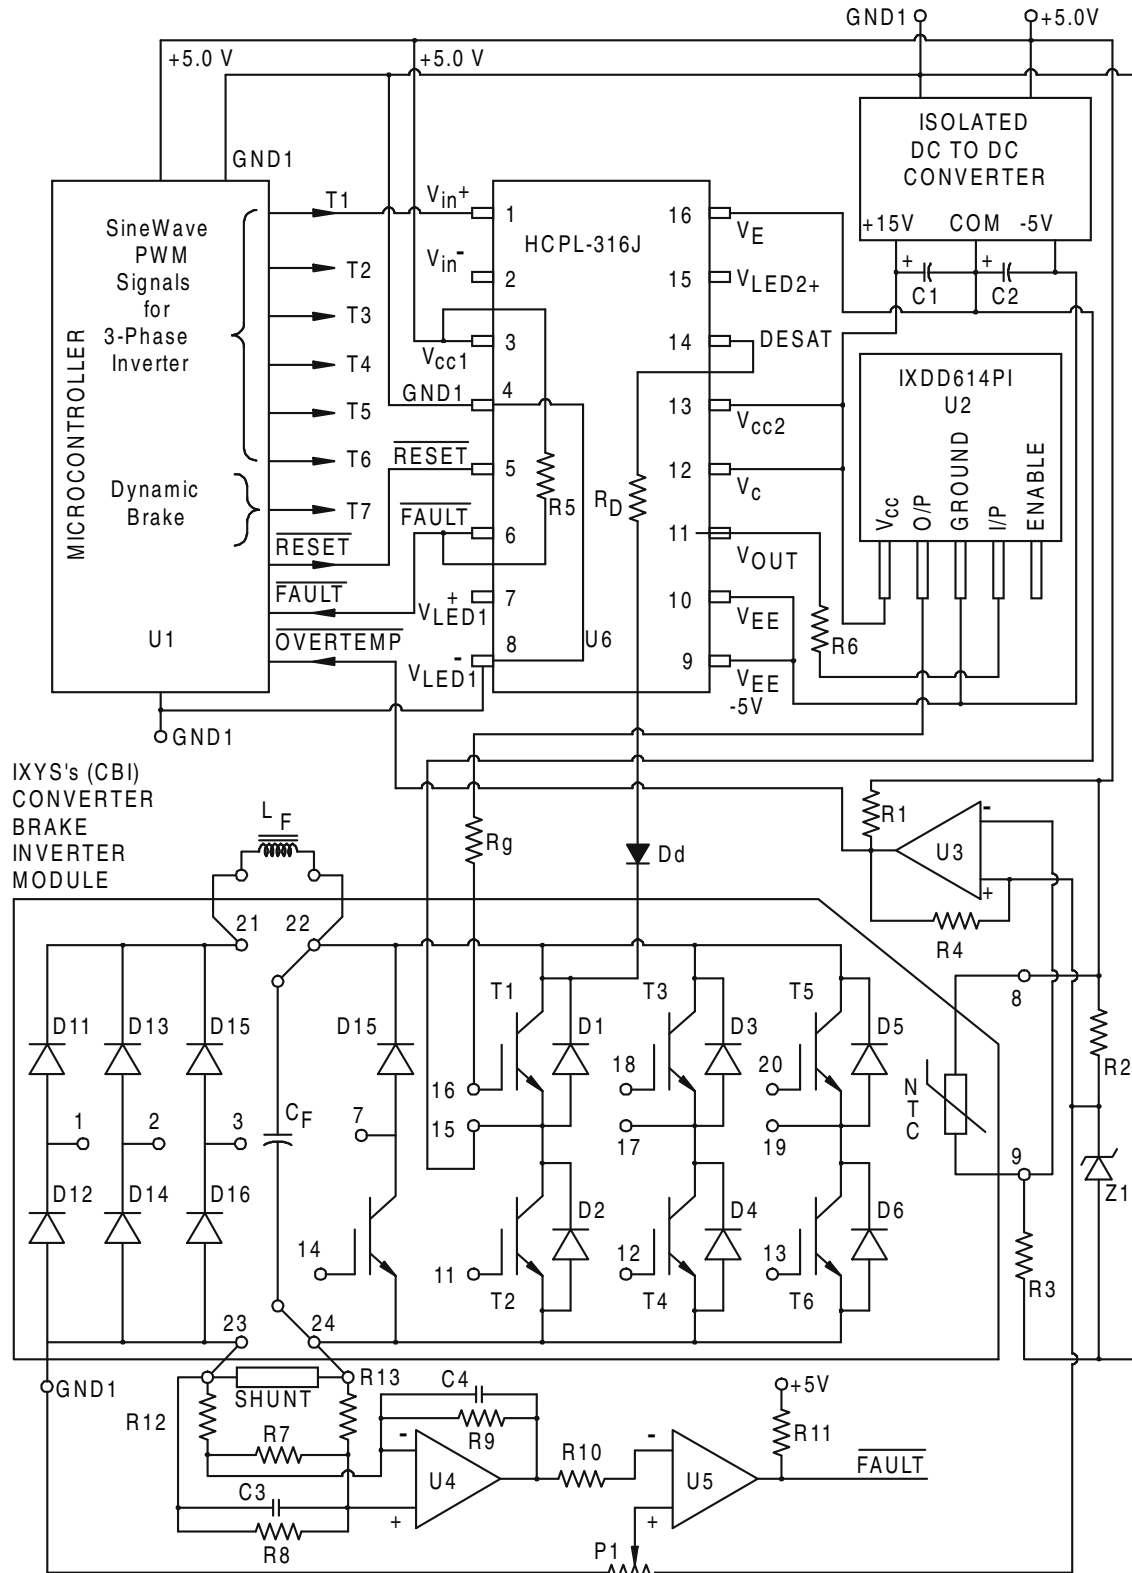 GND1
+5.0V
+5.0 V
+5.0 V
GND1
ISOLATED
DC TO DC
CONVERTER
+15V COM -5V
+ C1
+ C2
MICROCONTROLLER
SineWave
PWM
Signals
for
3-Phase
Inverter
Dynamic
Brake
U1
T1
T2
T3
T4
T5
T6
T7
RESET
FAULT
OVERTEMP
GND1
HCPL-316J
Vin+
1
Vin-
2
3
Vcc1
4
GND1
5
RESET
6
FAULT
7
+
VLED1
8
-
VLED1
R5
U6
RD
16
VE
15
VLED2+
14
DESAT
13
Vcc2
12
VC
11
VOUT
10
VEE
9
VEE
-5V
R6
IXDD614PI
U2
Vcc
O/P
GROUND
I/P
ENABLE
IXYS's (CBI)
CONVERTER
BRAKE
INVERTER
MODULE
LF
Rg
Dd
R1
U3
-
+
R4
21
22
8
R2
NTC
9
Z1
R3
D11
D13
D15
D15
T1
D1
T3
D3
T5
D5
16
18
20
1
2
3
CF
7
15
17
19
D12
D14
D16
D2
D4
D6
14
11
12
13
T2
T4
T6
23
24
GND1
SHUNT
R13
R12
R7
C3
R8
C4
R9
-
U4
+
R10
-
U5
+
+5V
R11
FAULT
P1